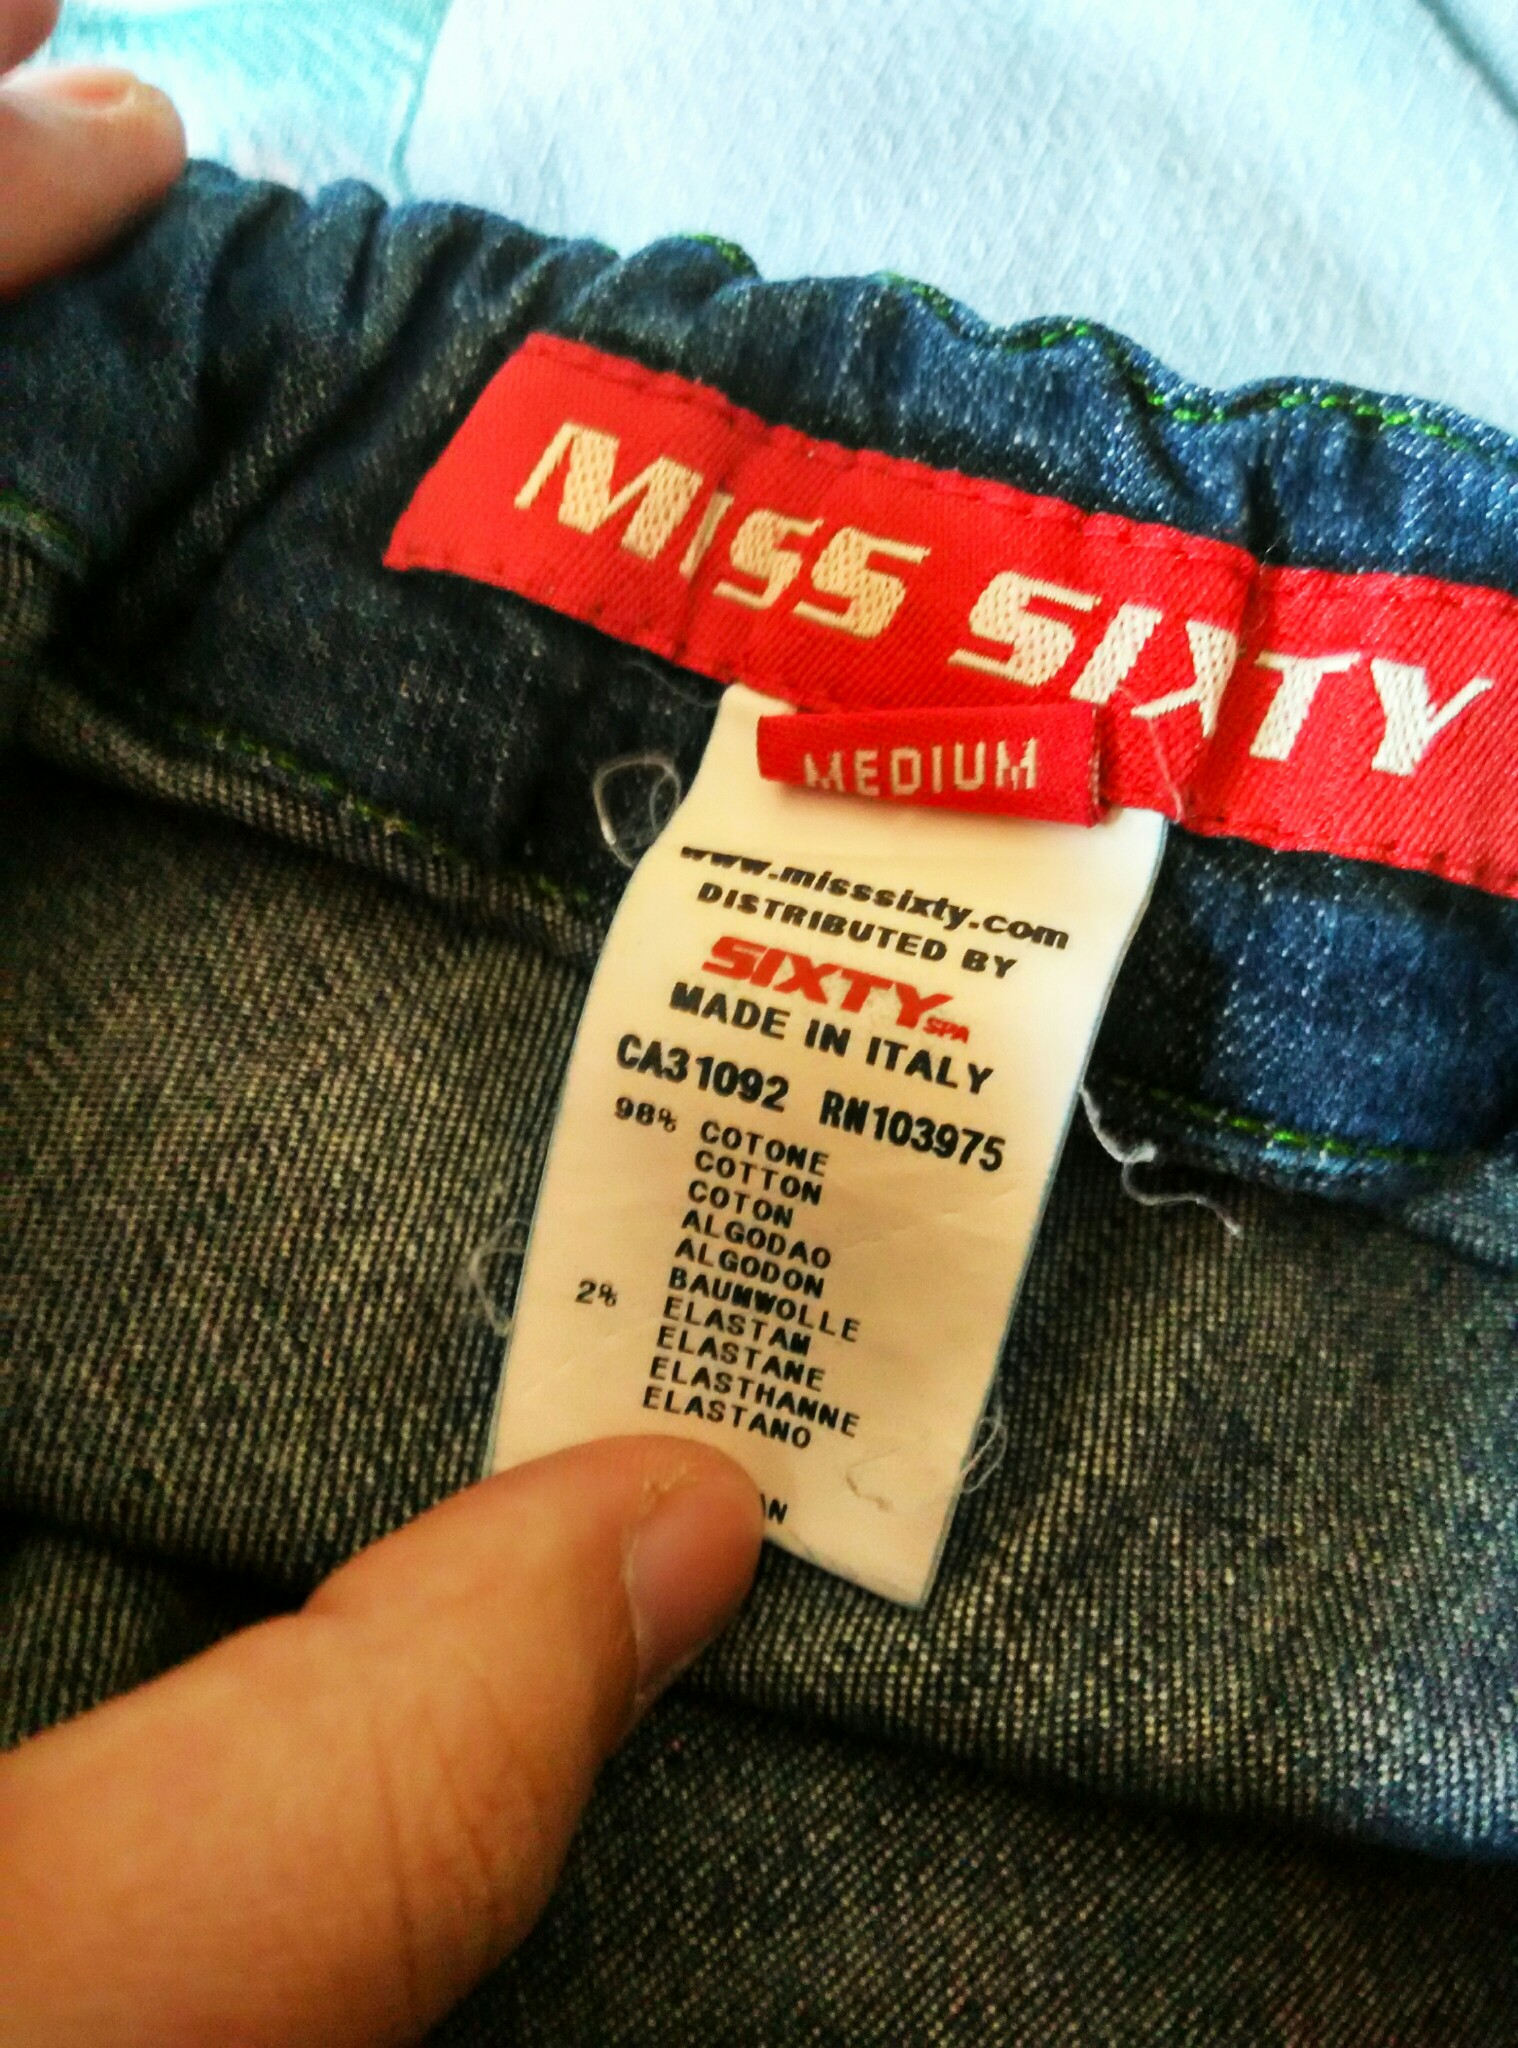 MISS SIXTY
MEDIUM
www.misssixty.com
DISTRIBUTED BY
SIXTY SPA
MADE IN ITALY
CA31092 RN103975
98% COTONE
COTTON
COTON
ALGODAO
ALGODON
BAUMWOLLE
2% ELASTAM
ELASTANE
ELASTHANNE
ELASTANO